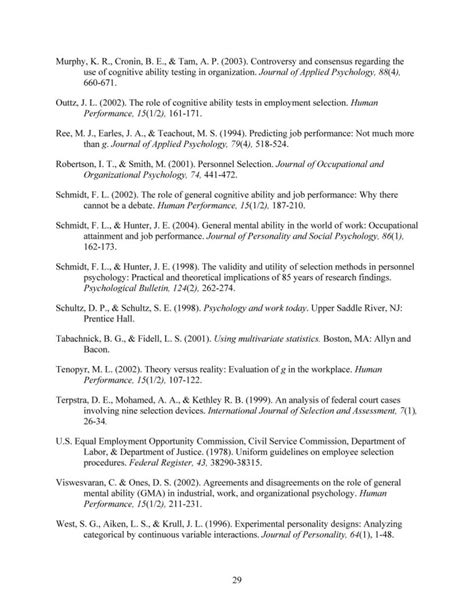 Murphy, K. R., Cronin, B. E., & Tam, A. P. (2003). Controversy and consensus regarding the
use of cognitive ability testing in organization. Journal of Applied Psychology, 88(4),
660-671.
Outtz, J. L. (2002). The role of cognitive ability tests in employment selection. Human
Performance, 15(1/2), 161-171.
Ree, M. J., Earles, J. A., & Teachout, M. S. (1994). Predicting job performance: Not much more
than g. Journal of Applied Psychology, 79(4), 518-524.
Robertson, I. T., & Smith, M. (2001). Personnel Selection. Journal of Occupational and
Organizational Psychology, 74, 441-472.
Schmidt, F. L. (2002). The role of general cognitive ability and job performance: Why there
cannot be a debate. Human Performance, 15(1/2), 187-210.
Schmidt, F. L., & Hunter, J. E. (2004). General mental ability in the world of work: Occupational
attainment and job performance. Journal of Personality and Social Psychology, 86(1),
162-173.
Schmidt, F. L., & Hunter, J. E. (1998). The validity and utility of selection methods in personnel
psychology: Practical and theoretical implications of 85 years of research findings.
Psychological Bulletin, 124(2), 262-274.
Schultz, D. P., & Schultz, S. E. (1998). Psychology and work today. Upper Saddle River, NJ:
Prentice Hall.
Tabachnick, B. G., & Fidell, L. S. (2001). Using multivariate statistics. Boston, MA: Allyn and
Bacon.
Tenopyr, M. L. (2002). Theory versus reality: Evaluation of g in the workplace. Human
Performance, 15(1/2), 107-122.
Terpstra, D. E., Mohamed, A. A., & Kethley R. B. (1999). An analysis of federal court cases
involving nine selection devices. International Journal of Selection and Assessment, 7(1),
26-34.
U.S. Equal Employment Opportunity Commission, Civil Service Commission, Department of
Labor, & Department of Justice. (1978). Uniform guidelines on employee selection
procedures. Federal Register, 43, 38290-38315.
Viswesvaran, C. & Ones, D. S. (2002). Agreements and disagreements on the role of general
mental ability (GMA) in industrial, work, and organizational psychology. Human
Performance, 15(1/2), 211-231.
West, S. G., Aiken, L. S., & Krull, J. L. (1996). Experimental personality designs: Analyzing
categorical by continuous variable interactions. Journal of Personality, 64(1), 1-48.
29